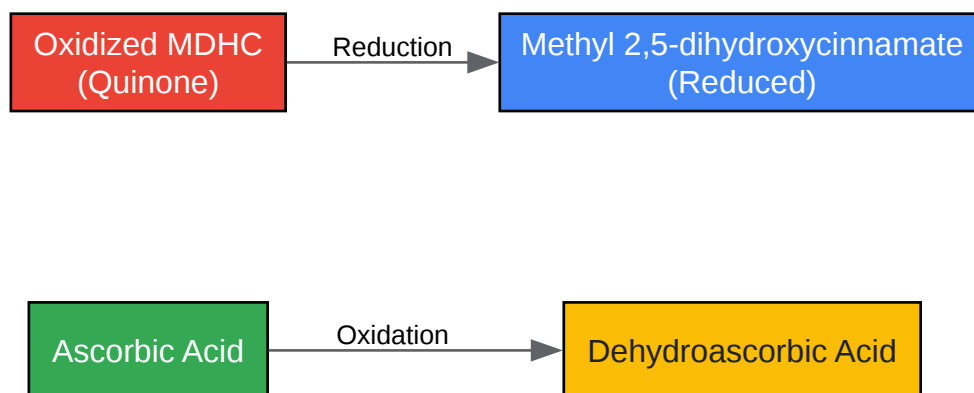 Oxidized MDHC
(Quinone)
Reduction
Methyl 2,5-dihydroxycinnamate
(Reduced)
Ascorbic Acid
Oxidation
Dehydroascorbic Acid